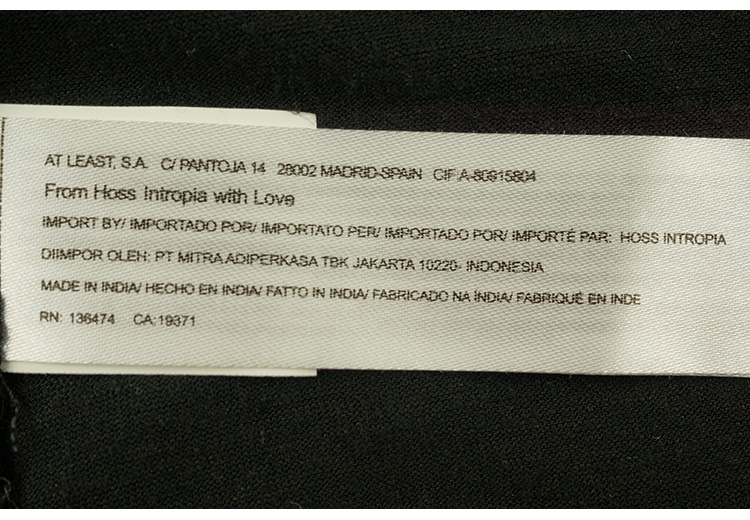 AT LEAST, S.A. C/ PANTOJA 14 28002 MADRID-SPAIN CIF:A-80915804
From Hoss Intropia with Love
IMPORT BY/ IMPORTADO POR/ IMPORTATO PER/ IMPORTADO POR/ IMPORTÉ PAR: HOSS INTROPIA
DIIMPOR OLEH: PT MITRA ADIPERKASA TBK JAKARTA 10220- INDONESIA
MADE IN INDIA/ HECHO EN INDIA/ FATTO IN INDIA/ FABRICADO NA ÍNDIA/ FABRIQUÉ EN INDE
RN: 136474 CA:19371